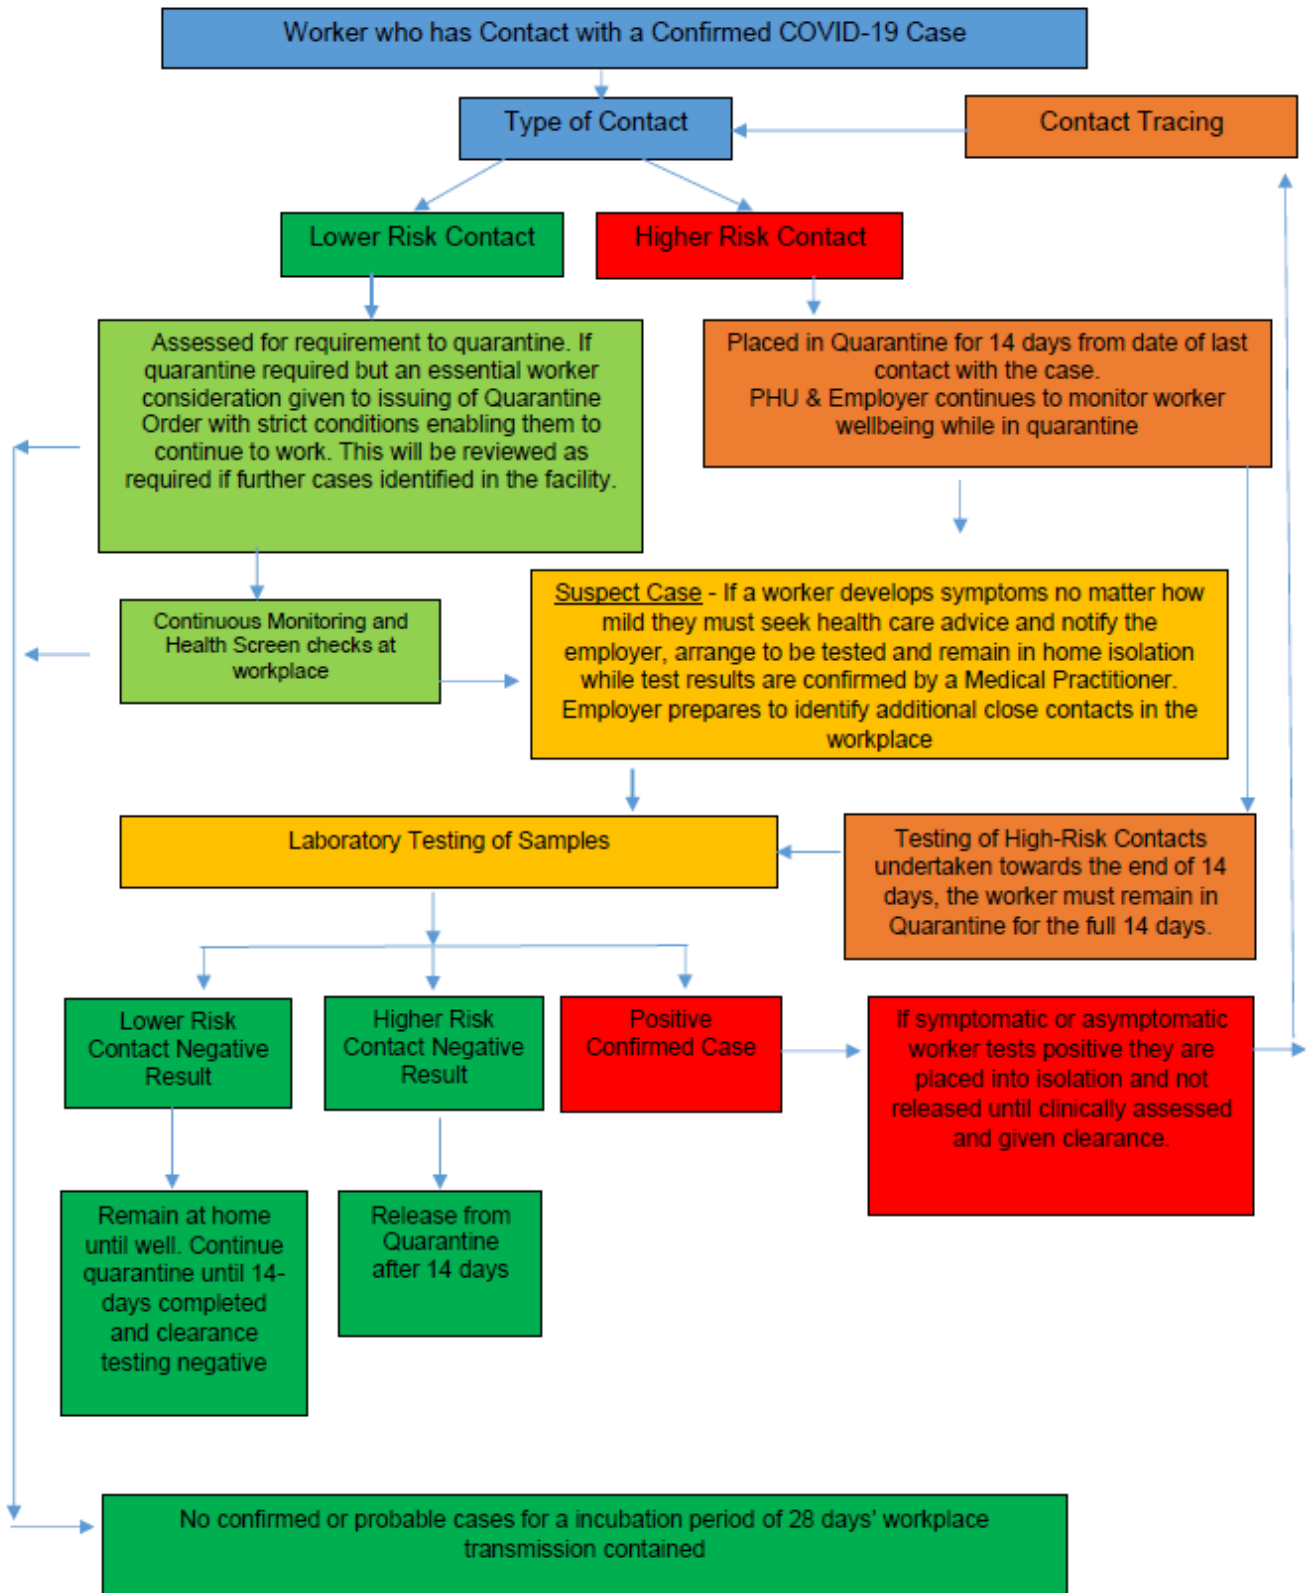 Worker who has Contact with a Confirmed COVID-19 Case
Type of Contact
Contact Tracing
Lower Risk Contact
Higher Risk Contact
Assessed for requirement to quarantine. If
quarantine required but an essential worker
consideration given to issuing of Quarantine
Order with strict conditions enabling them to
continue to work. This will be reviewed as
required if further cases identified in the facility.
Placed in Quarantine for 14 days from date of last
contact with the case.
PHU & Employer continues to monitor worker
wellbeing while in quarantine
Continuous Monitoring and
Health Screen checks at
workplace
Suspect Case - If a worker develops symptoms no matter how
mild they must seek health care advice and notify the
employer, arrange to be tested and remain in home isolation
while test results are confirmed by a Medical Practitioner.
Employer prepares to identify additional close contacts in the
workplace
Laboratory Testing of Samples
Testing of High-Risk Contacts
undertaken towards the end of 14
days, the worker must remain in
Quarantine for the full 14 days.
Lower Risk
Contact Negative
Result
Higher Risk
Contact Negative
Result
Positive
Confirmed Case
If symptomatic or asymptomatic
worker tests positive they are
placed into isolation and not
released until clinically assessed
and given clearance.
Remain at home
until well. Continue
quarantine until 14-
days completed
and clearance
testing negative
Release from
Quarantine
after 14 days
No confirmed or probable cases for a incubation period of 28 days' workplace
transmission contained